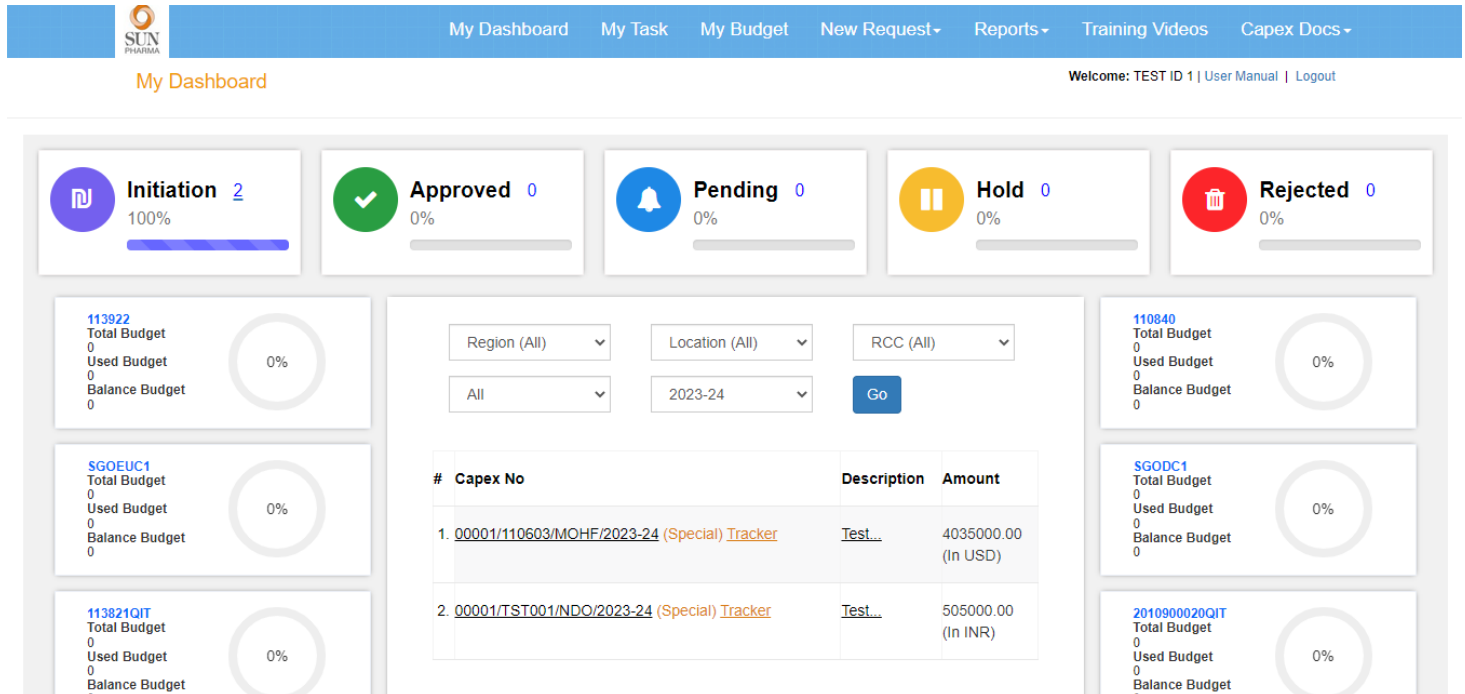 SUN
PHARMA
My Dashboard My Task My Budget New Request Reports Training Videos Capex Docs
My Dashboard
Welcome: TEST ID 1 | User Manual | Logout
Initiation 2
100%
Approved 0
0%
Pending 0
0%
Hold 0
0%
Rejected 0
0%
113922
Total Budget
0
Used Budget
0
Balance Budget
0
0%
SGOEUC1
Total Budget
0
Used Budget
0
Balance Budget
0
0%
113821QIT
Total Budget
0
Used Budget
0
Balance Budget
0%
Region (All) Location (All) RCC (All)
All 2023-24 Go
# Capex No Description Amount
1. 00001/110603/MOHF/2023-24 (Special) Tracker Test... 4035000.00
(In USD)
2. 00001/TST001/NDO/2023-24 (Special) Tracker Test... 505000.00
(In INR)
110840
Total Budget
0
Used Budget
0
Balance Budget
0
0%
SGODC1
Total Budget
0
Used Budget
0
Balance Budget
0
0%
2010900020QIT
Total Budget
0
Used Budget
0
Balance Budget
0%